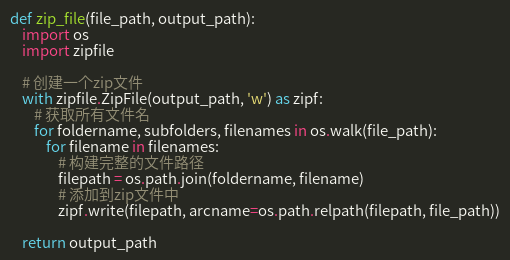 def zip_file(file_path, output_path):
    import os
    import zipfile

    # 创建一个zip文件
    with zipfile.ZipFile(output_path, 'w') as zipf:
        # 获取所有文件名
        for foldername, subfolders, filenames in os.walk(file_path):
            for filename in filenames:
                # 构建完整的文件路径
                filepath = os.path.join(foldername, filename)
                # 添加到zip文件中
                zipf.write(filepath, arcname=os.path.relpath(filepath, file_path))

    return output_path